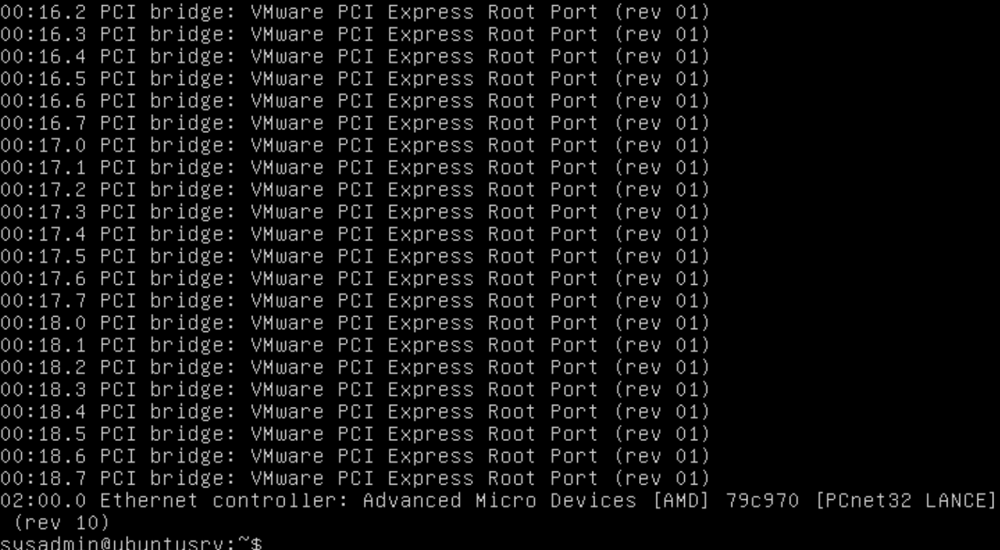 00:16.2 PCI bridge: VMware PCI Express Root Port (rev 01)
00:16.3 PCI bridge: VMware PCI Express Root Port (rev 01)
00:16.4 PCI bridge: VMware PCI Express Root Port (rev 01)
00:16.5 PCI bridge: VMware PCI Express Root Port (rev 01)
00:16.6 PCI bridge: VMware PCI Express Root Port (rev 01)
00:16.7 PCI bridge: VMware PCI Express Root Port (rev 01)
00:17.0 PCI bridge: VMware PCI Express Root Port (rev 01)
00:17.1 PCI bridge: VMware PCI Express Root Port (rev 01)
00:17.2 PCI bridge: VMware PCI Express Root Port (rev 01)
00:17.3 PCI bridge: VMware PCI Express Root Port (rev 01)
00:17.4 PCI bridge: VMware PCI Express Root Port (rev 01)
00:17.5 PCI bridge: VMware PCI Express Root Port (rev 01)
00:17.6 PCI bridge: VMware PCI Express Root Port (rev 01)
00:17.7 PCI bridge: VMware PCI Express Root Port (rev 01)
00:18.0 PCI bridge: VMware PCI Express Root Port (rev 01)
00:18.1 PCI bridge: VMware PCI Express Root Port (rev 01)
00:18.2 PCI bridge: VMware PCI Express Root Port (rev 01)
00:18.3 PCI bridge: VMware PCI Express Root Port (rev 01)
00:18.4 PCI bridge: VMware PCI Express Root Port (rev 01)
00:18.5 PCI bridge: VMware PCI Express Root Port (rev 01)
00:18.6 PCI bridge: VMware PCI Express Root Port (rev 01)
00:18.7 PCI bridge: VMware PCI Express Root Port (rev 01)
02:00.0 Ethernet controller: Advanced Micro Devices [AMD] 79c970 [PCnet32 LANCE]
 (rev 10)
sysadmin@ubuntusrv:~$